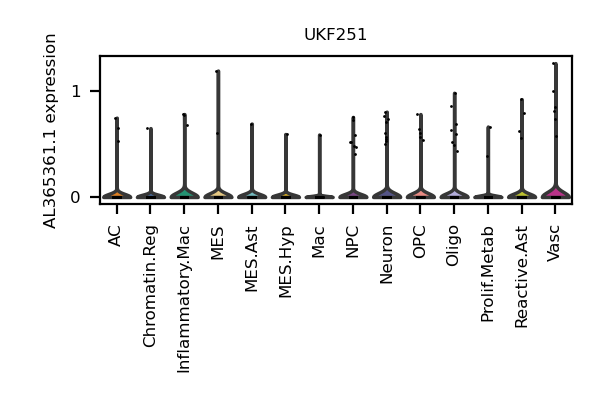 UKF251
AL365361.1 expression
1
0
AC
Chromatin.Reg
Inflammatory.Mac
MES
MES.Ast
MES.Hyp
Mac
NPC
Neuron
OPC
Oligo
Prolif.Metab
Reactive.Ast
Vasc